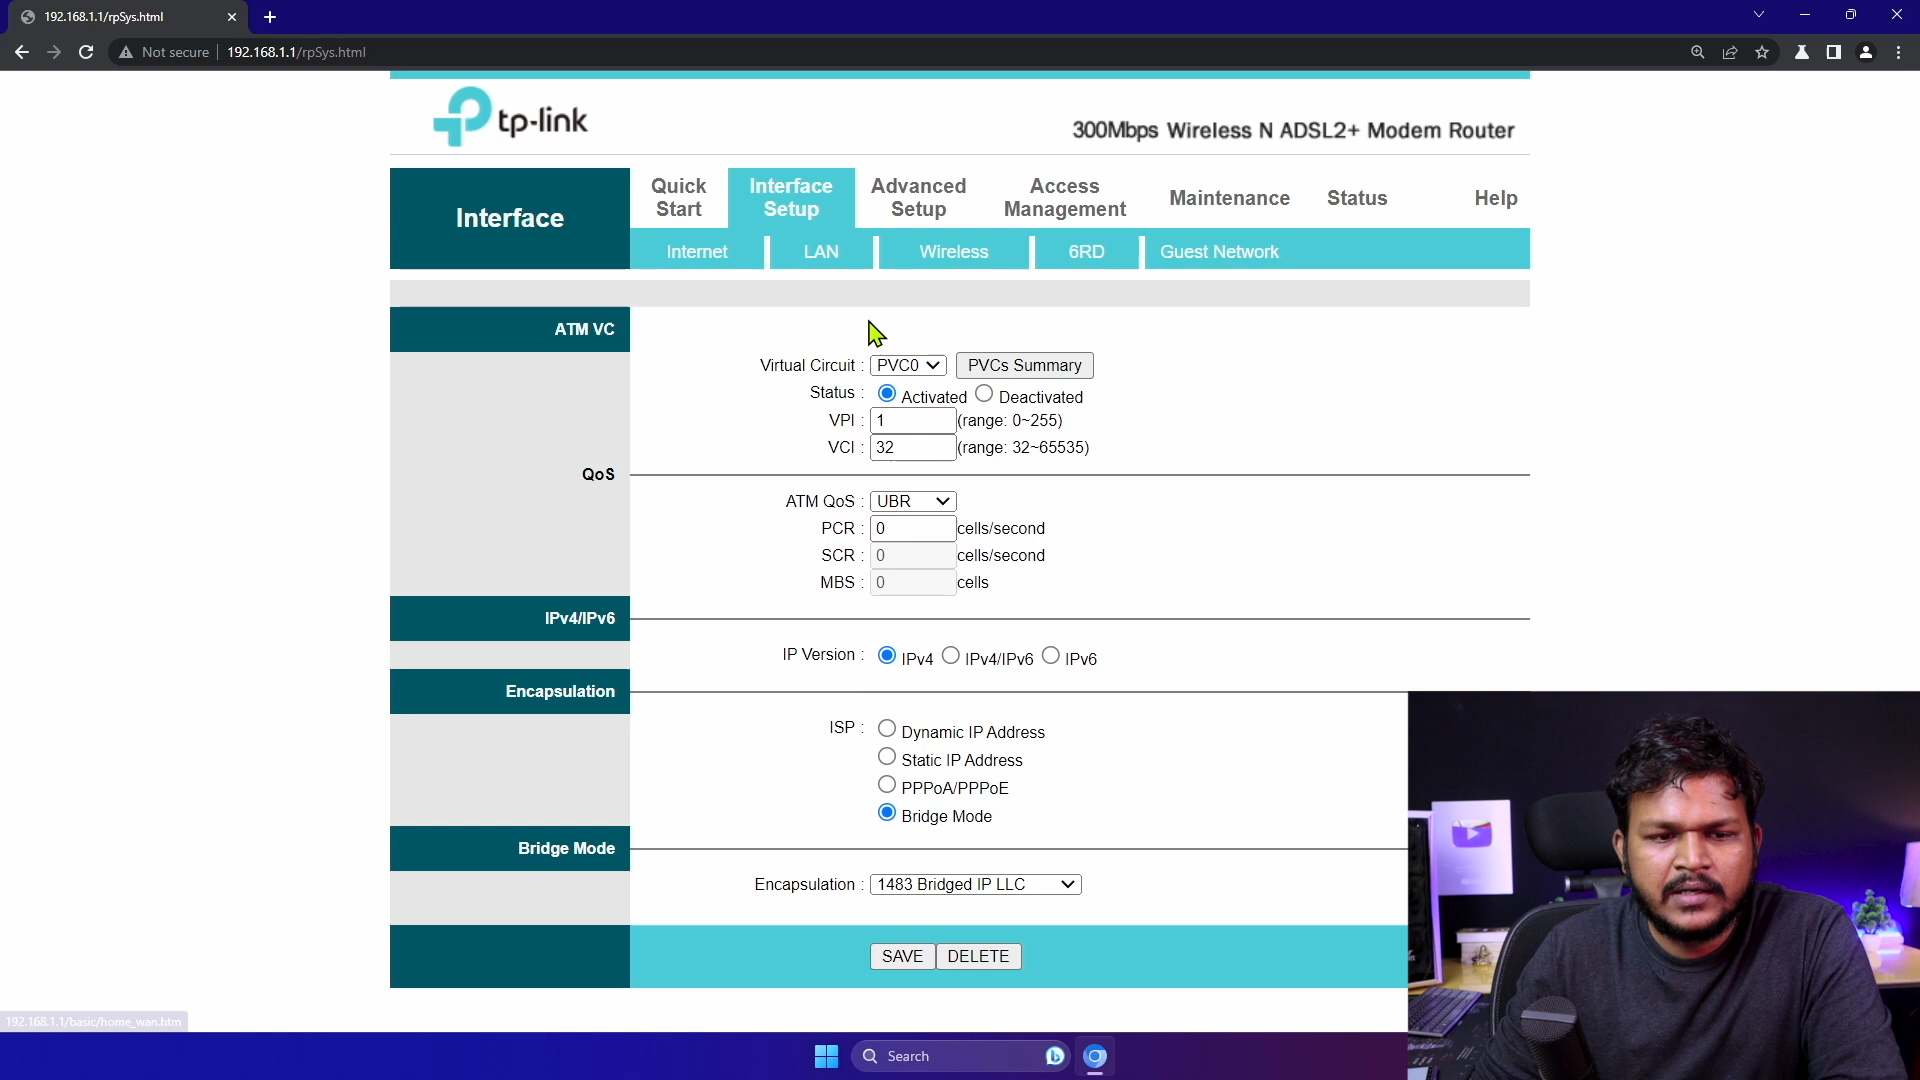 192.168.1.1/rpSys.html
Not secure 192.168.1.1/rpSys.html
tp-link
300Mbps Wireless N ADSL2+ Modem Router
Interface
Quick Start
Interface Setup
Advanced Setup
Access Management
Maintenance
Status
Help
Internet
LAN
Wireless
6RD
Guest Network
ATM VC
Virtual Circuit : PVC0 PVCs Summary
Status : Activated Deactivated
VPI : 1 (range: 0~255)
VCI : 32 (range: 32~65535)
QoS
ATM QoS : UBR
PCR : 0 cells/second
SCR : 0 cells/second
MBS : 0 cells
IPv4/IPv6
IP Version : IPv4 IPv4/IPv6 IPv6
Encapsulation
ISP : Dynamic IP Address
Static IP Address
PPPoA/PPPoE
Bridge Mode
Bridge Mode
Encapsulation : 1483 Bridged IP LLC
SAVE DELETE
192.168.1.1/basic/home_wan.htm
Search